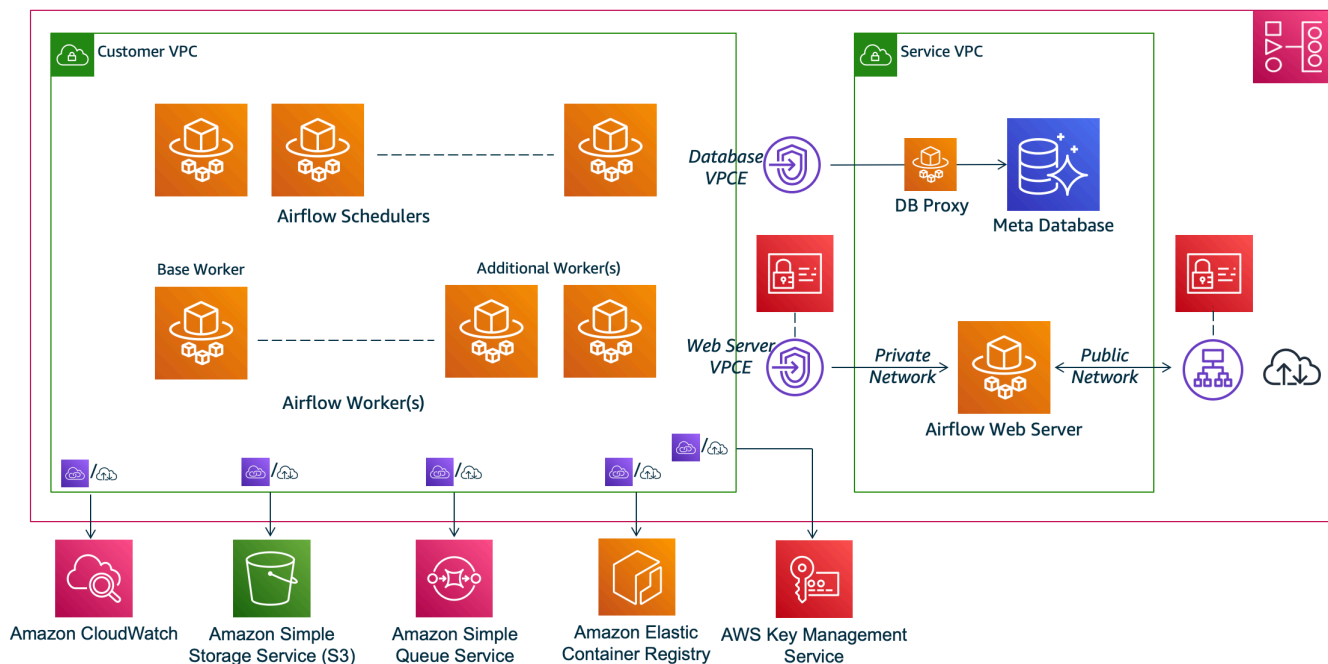 Customer VPC
Service VPC
Database
VPCE
DB Proxy
Meta Database
Airflow Schedulers
Base Worker
Additional Worker(s)
Airflow Worker(s)
Web Server
VPCE
Private
Network
Public
Network
Airflow Web Server
/
/
/
/
/
Amazon CloudWatch
Amazon Simple
Storage Service (S3)
Amazon Simple
Queue Service
Amazon Elastic
Container Registry
AWS Key Management
Service